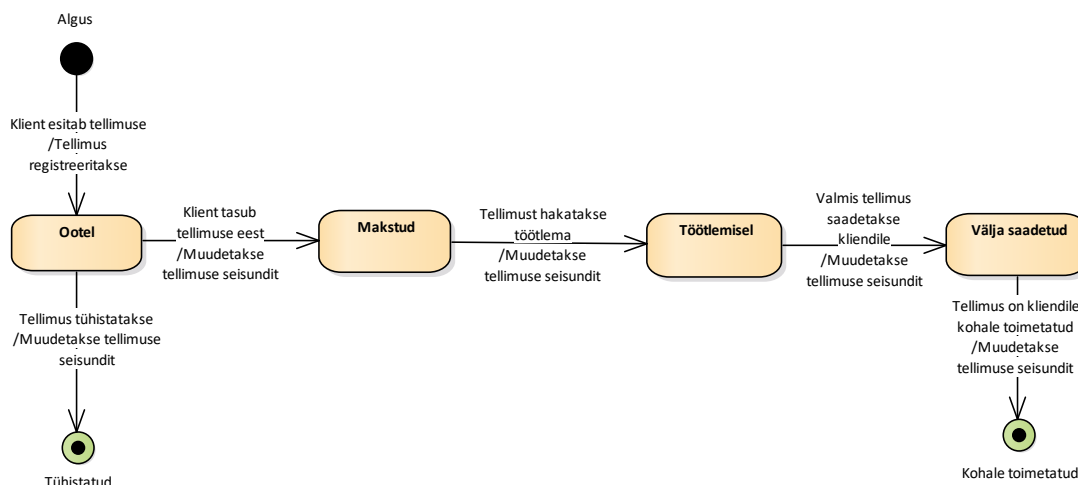 Algus
Klient esitab tellimuse
/Tellimus
registreeritakse
Ootel
Klient tasub
tellimuse eest
/Muudetakse
tellimuse seisundit
Makstud
Tellimust hakatakse
töötlema
/Muudetakse
tellimuse seisundit
Töötlemisel
Valmis tellimus
saadetakse
kliendile
/Muudetakse
tellimuse seisundit
Välja saadetud
Tellimus tühistatakse
/Muudetakse tellimuse
seisundit
Tellimus on kliendile
kohale toimetatud
/Muudetakse
tellimuse seisundit
Tühistatud
Kohale toimetatud